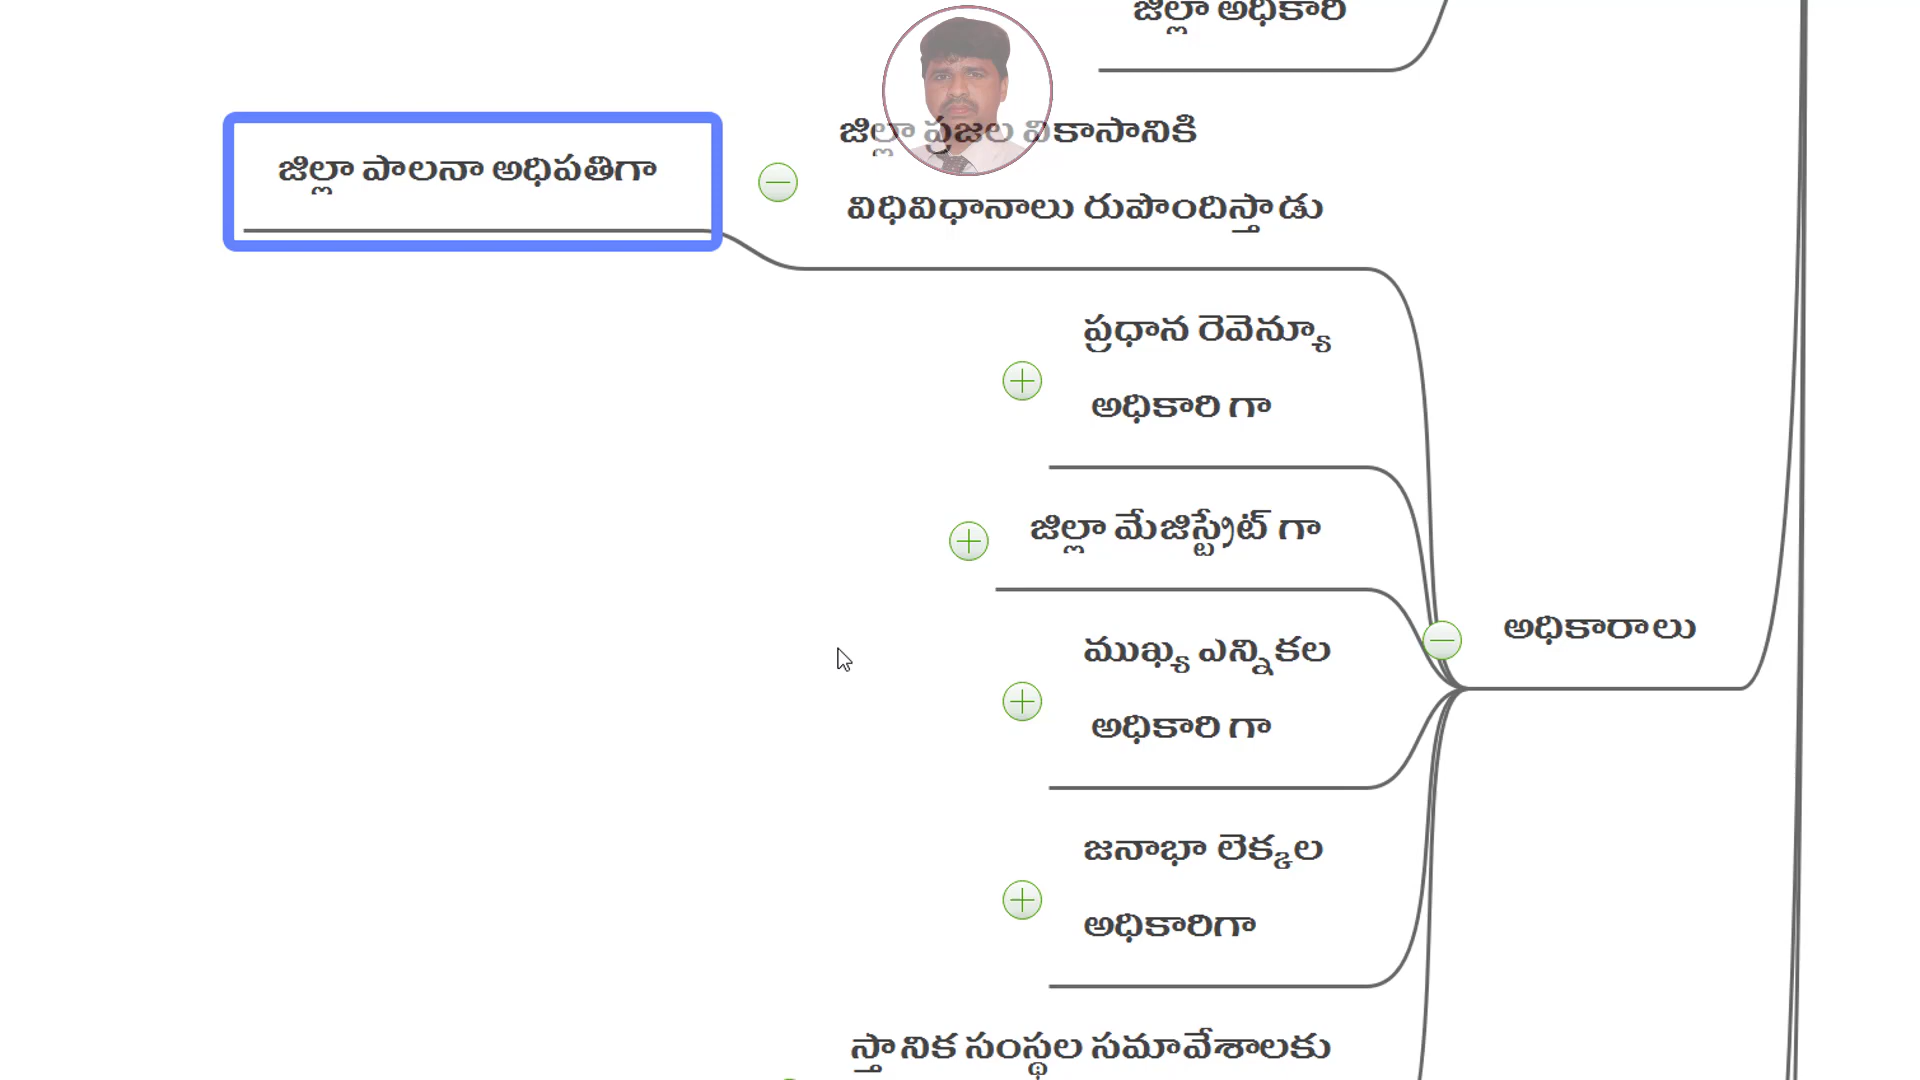 జిల్లా అధికారి
జిల్లా పాలనా అధిపతిగా
జిల్లా ప్రజల వికాసానికి
విధివిధానాలు రుపొందిస్తాడు
ప్రధాన రెవెన్యూ
అధికారి గా
జిల్లా మేజిస్ట్రేట్ గా
అధికారాలు
ముఖ్య ఎన్నికల
అధికారి గా
జనాభా లెక్కల
అధికారిగా
స్తానిక సంస్థల సమావేశాలకు